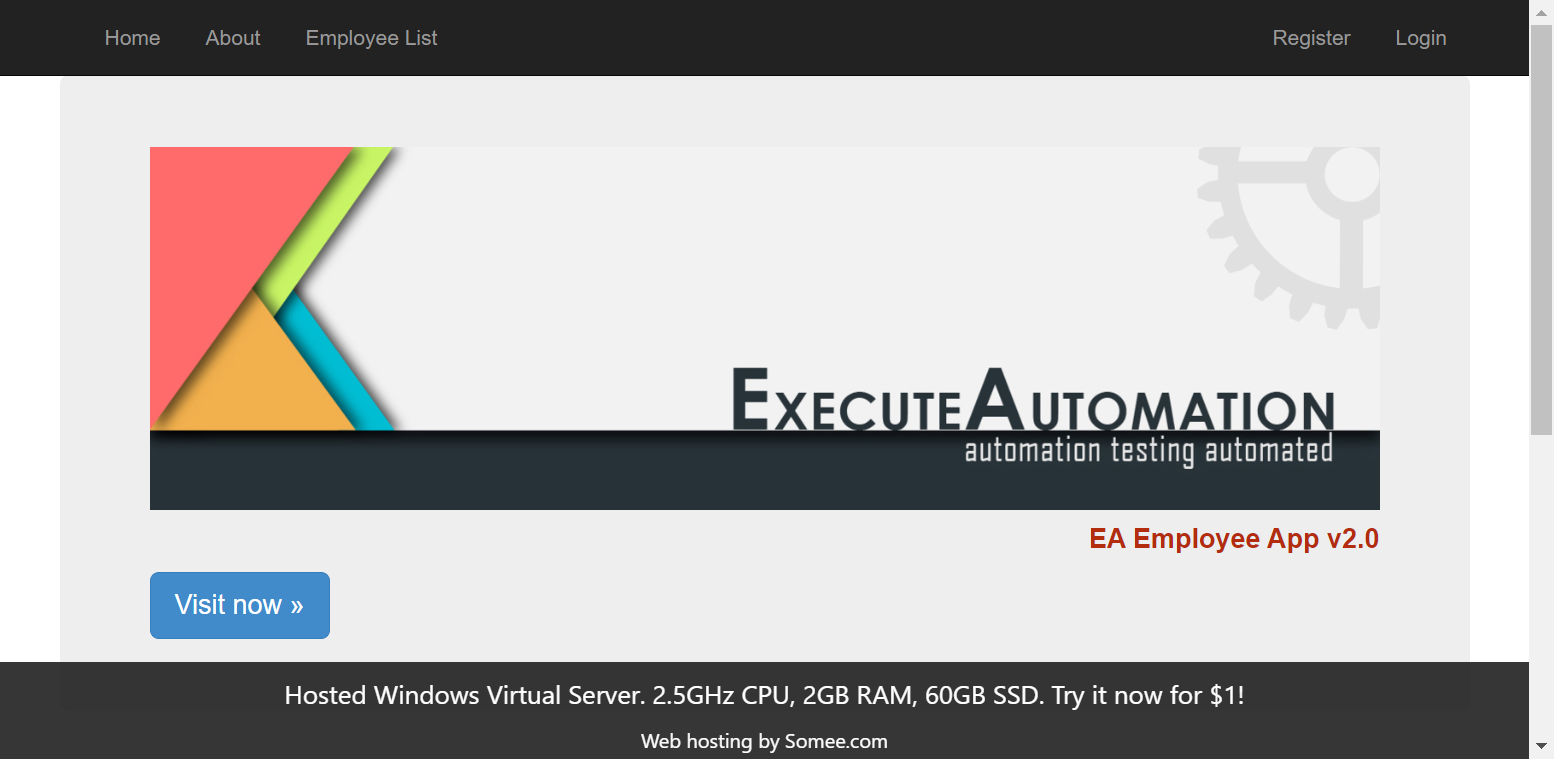 Home About Employee List Register Login
EXECUTEAUTOMATION
automation testing automated
EA Employee App v2.0
Visit now »
Hosted Windows Virtual Server. 2.5GHz CPU, 2GB RAM, 60GB SSD. Try it now for $1!
Web hosting by Somee.com